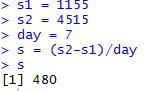 > s1 = 1155
> s2 = 4515
> day = 7
> s = (s2-s1)/day
> s
[1] 480